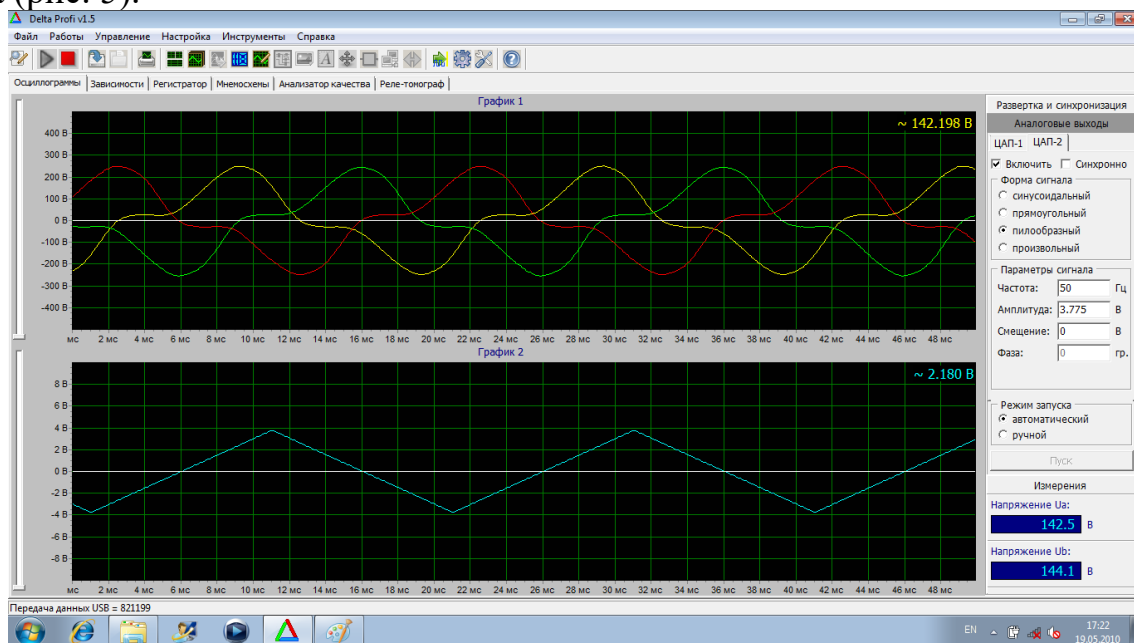 (рис. 3).
Delta Profi v1.5
Файл Работы Управление Настройка Инструменты Справка
Осциллограммы Зависимости Регистратор Мнемосхемы Анализатор качества Реле-томограф
График 1
~ 142.198 В
400 В
300 В
200 В
100 В
0 В
-100 В
-200 В
-300 В
-400 В
мс 2 мс 4 мс 6 мс 8 мс 10 мс 12 мс 14 мс 16 мс 18 мс 20 мс 22 мс 24 мс 26 мс 28 мс 30 мс 32 мс 34 мс 36 мс 38 мс 40 мс 42 мс 44 мс 46 мс 48 мс
График 2
~ 2.180 В
8 В
6 В
4 В
2 В
0 В
-2 В
-4 В
-6 В
-8 В
мс 2 мс 4 мс 6 мс 8 мс 10 мс 12 мс 14 мс 16 мс 18 мс 20 мс 22 мс 24 мс 26 мс 28 мс 30 мс 32 мс 34 мс 36 мс 38 мс 40 мс 42 мс 44 мс 46 мс 48 мс
Развертка и синхронизация
Аналоговые выходы
ЦАП-1 ЦАП-2
Включить Синхронно
Форма сигнала
синусоидальный
прямоугольный
пилообразный
произвольный
Параметры сигнала
Частота: 50 Гц
Амплитуда: 3.775 В
Смещение: 0 В
Фаза: 0 гр.
Режим запуска
автоматический
ручной
Пуск
Измерения
Напряжение Ua:
142.5 В
Напряжение Ub:
144.1 В
Передача данных USB = 821199
EN
17:22
19.05.2010